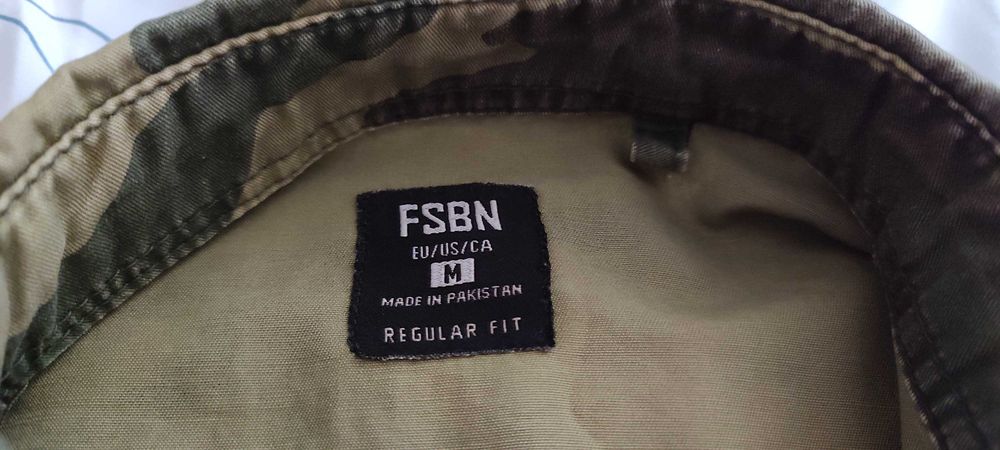 FSBN
EU/US/CA
M
MADE IN PAKISTAN
REGULAR FIT